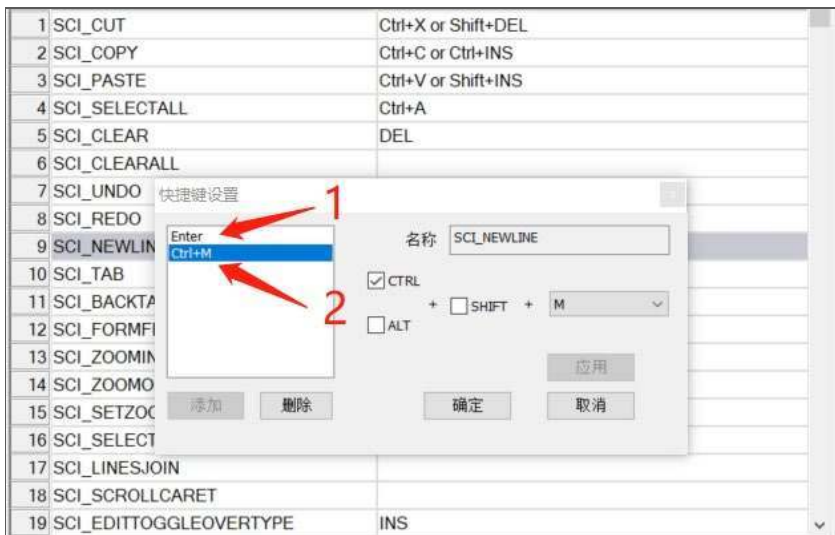 1 SCI_CUT Ctrl+X or Shift+DEL
2 SCI_COPY Ctrl+C or Ctrl+INS
3 SCI_PASTE Ctrl+V or Shift+INS
4 SCI_SELECTALL Ctrl+A
5 SCI_CLEAR DEL
6 SCI_CLEARALL
7 SCI_UNDO
8 SCI_REDO
9 SCI_NEWLIN
10 SCI_TAB
11 SCI_BACKTA
12 SCI_FORMF
13 SCI_ZOOMIN
14 SCI_ZOOMO
15 SCI_SETZOO
16 SCI_SELECT
17 SCI_LINESJOIN
18 SCI_SCROLLCARET
19 SCI_EDITTOGGLEOVERTYPE INS
快捷键设置
1
Enter
Ctrl+M
2
名称 SCI_NEWLINE
CTRL
+ SHIFT + M
ALT
应用
添加 删除 确定 取消